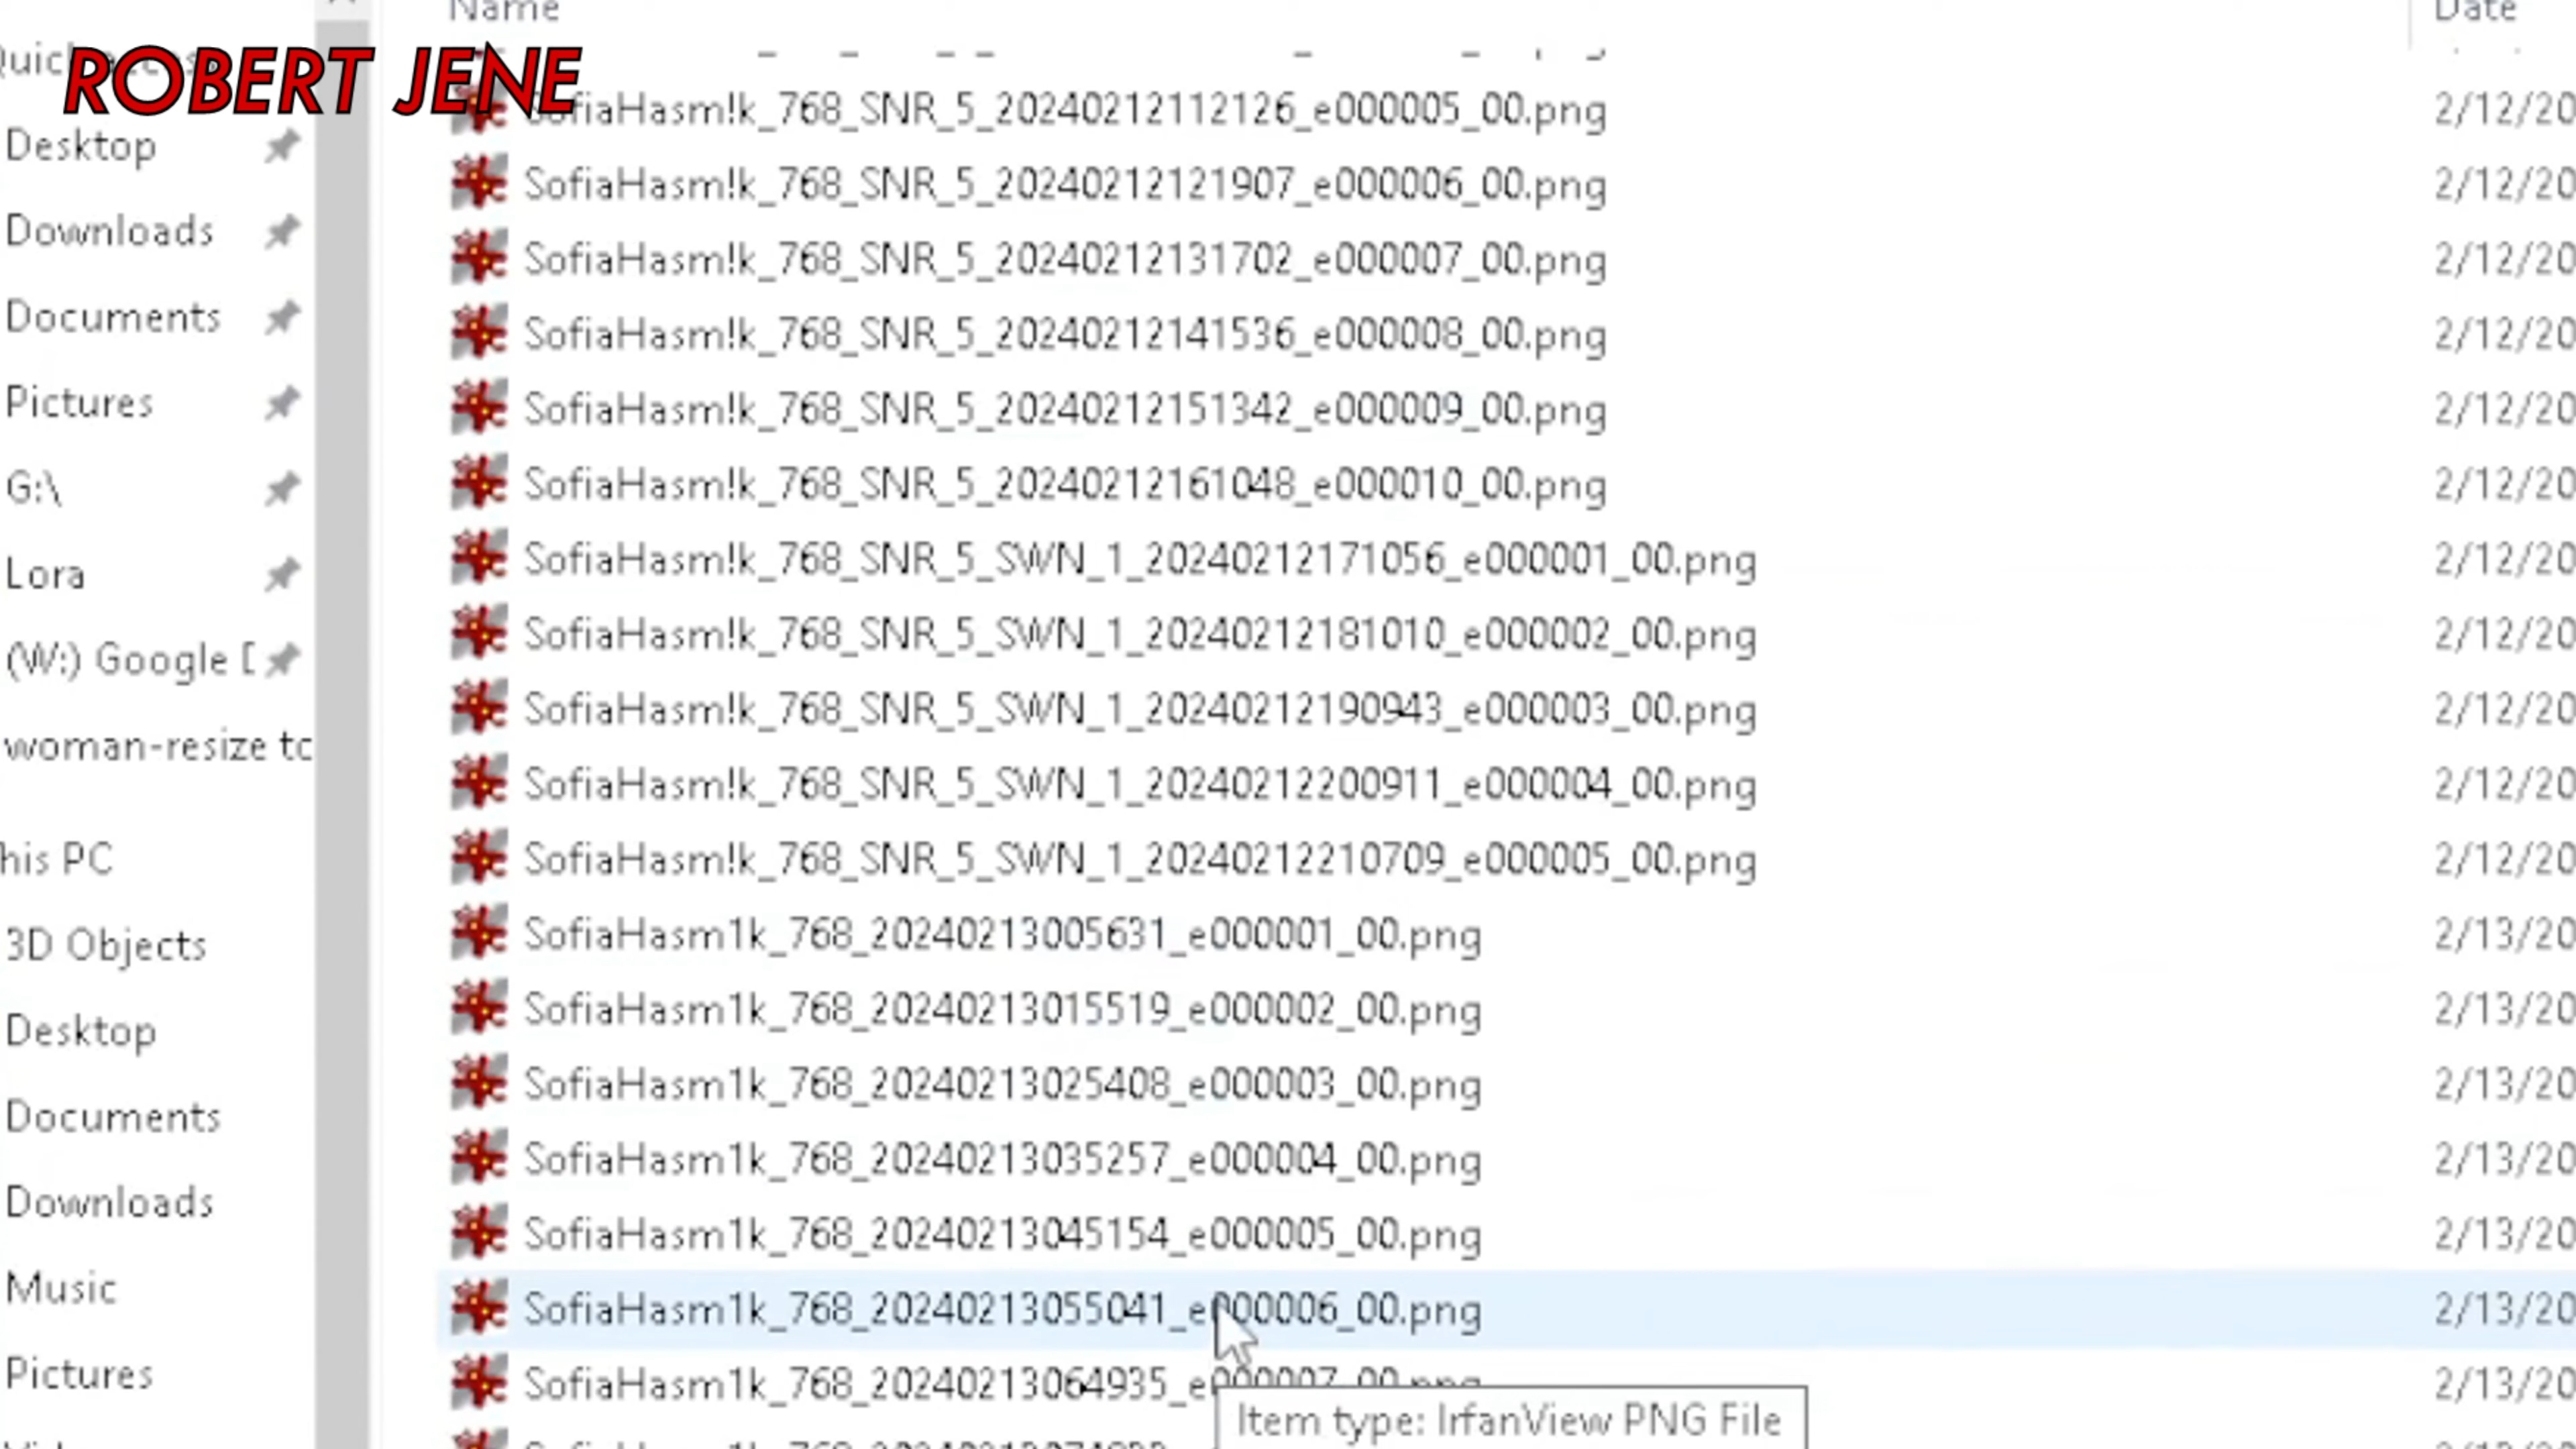 Name
Date
Quick access
ROBERT JENE
Desktop
Downloads
Documents
Pictures
G:\
Lora
(W:) Google D
woman-resize tc
his PC
3D Objects
Desktop
Documents
Downloads
Music
Pictures
SofiaHasm!k_768_SNR_5_20240212112126_e000005_00.png 2/12/20
SofiaHasm!k_768_SNR_5_20240212121907_e000006_00.png 2/12/20
SofiaHasm!k_768_SNR_5_20240212131702_e000007_00.png 2/12/20
SofiaHasm!k_768_SNR_5_20240212141536_e000008_00.png 2/12/20
SofiaHasm!k_768_SNR_5_20240212151342_e000009_00.png 2/12/20
SofiaHasm!k_768_SNR_5_20240212161048_e000010_00.png 2/12/20
SofiaHasm!k_768_SNR_5_SWN_1_20240212171056_e000001_00.png 2/12/20
SofiaHasm!k_768_SNR_5_SWN_1_20240212181010_e000002_00.png 2/12/20
SofiaHasm!k_768_SNR_5_SWN_1_20240212190943_e000003_00.png 2/12/20
SofiaHasm!k_768_SNR_5_SWN_1_20240212200911_e000004_00.png 2/12/20
SofiaHasm!k_768_SNR_5_SWN_1_20240212210709_e000005_00.png 2/12/20
SofiaHasm1k_768_20240213005631_e000001_00.png 2/13/20
SofiaHasm1k_768_20240213015519_e000002_00.png 2/13/20
SofiaHasm1k_768_20240213025408_e000003_00.png 2/13/20
SofiaHasm1k_768_20240213035257_e000004_00.png 2/13/20
SofiaHasm1k_768_20240213045154_e000005_00.png 2/13/20
SofiaHasm1k_768_20240213055041_e000006_00.png 2/13/20
SofiaHasm1k_768_20240213064935_e000007_00.png 2/13/20
Item type: IrfanView PNG File